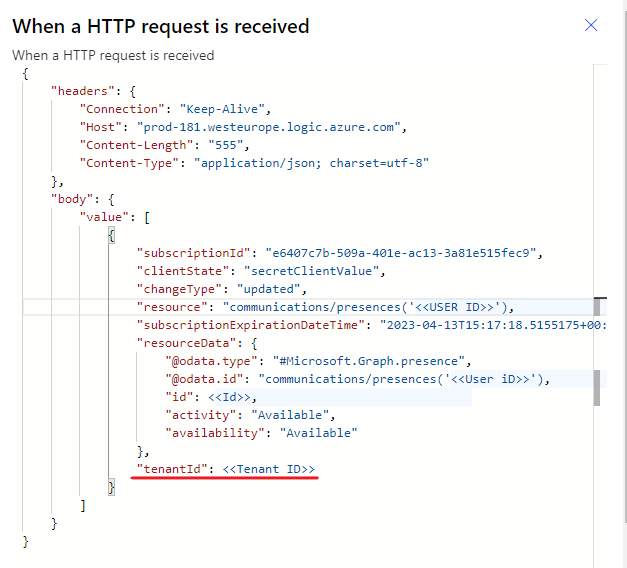 When a HTTP request is received
When a HTTP request is received
{
"headers": {
"Connection": "Keep-Alive",
"Host": "prod-181.westeurope.logic.azure.com",
"Content-Length": "555",
"Content-Type": "application/json; charset=utf-8"
},
"body": {
"value": [
{
"subscriptionId": "e6407c7b-509a-401e-ac13-3a81e515fec9",
"clientState": "secretClientValue",
"changeType": "updated",
"resource": "communications/presences('<<USER ID>>'),
"subscriptionExpirationDateTime": "2023-04-13T15:17:18.5155175+00:
"resourceData": {
"@odata.type": "#Microsoft.Graph.presence",
"@odata.id": "communications/presences('<<User iD>>'),
"id": <<Id>>,
"activity": "Available",
"availability": "Available"
},
"tenantId": <<Tenant ID>>
}
]
}
}